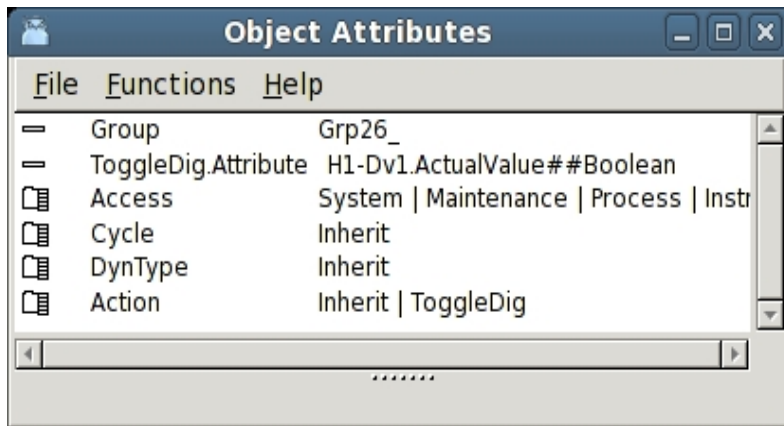 Object Attributes
File Functions Help
Group Grp26_
ToggleDig.Attribute H1-Dv1.ActualValue##Boolean
Access System | Maintenance | Process | Instr
Cycle Inherit
DynType Inherit
Action Inherit | ToggleDig